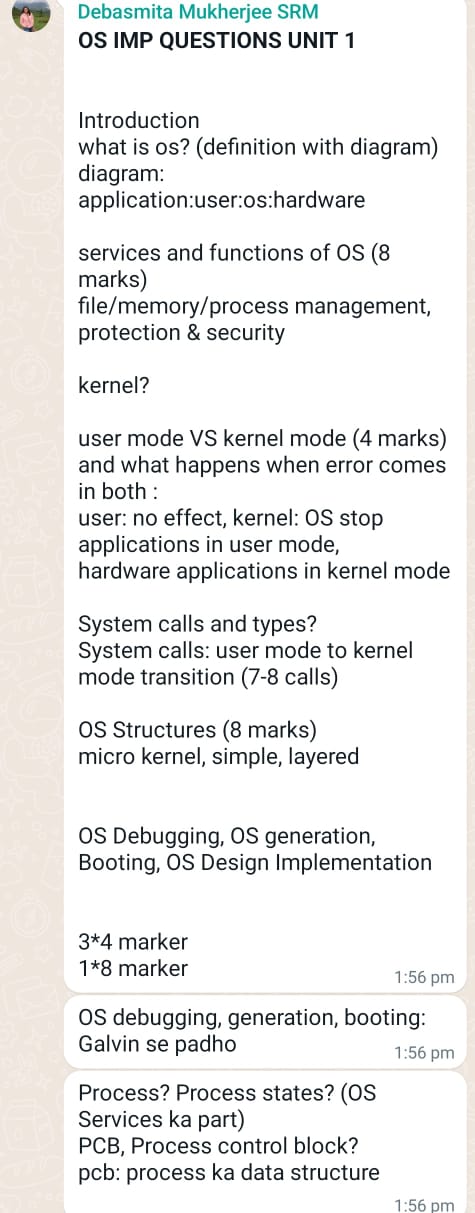 Debasmita Mukherjee SRM
OS IMP QUESTIONS UNIT 1
Introduction
what is os? (definition with diagram)
diagram:
application:user:os:hardware
services and functions of OS (8
marks)
file/memory/process management,
protection & security
kernel?
user mode VS kernel mode (4 marks)
and what happens when error comes
in both :
user: no effect, kernel: OS stop
applications in user mode,
hardware applications in kernel mode
System calls and types?
System calls: user mode to kernel
mode transition (7-8 calls)
OS Structures (8 marks)
micro kernel, simple, layered
OS Debugging, OS generation,
Booting, OS Design Implementation
3*4 marker
1*8 marker
1:56 pm
OS debugging, generation, booting:
Galvin se padho
1:56 pm
Process? Process states? (OS
Services ka part)
PCB, Process control block?
pcb: process ka data structure
1:56 pm